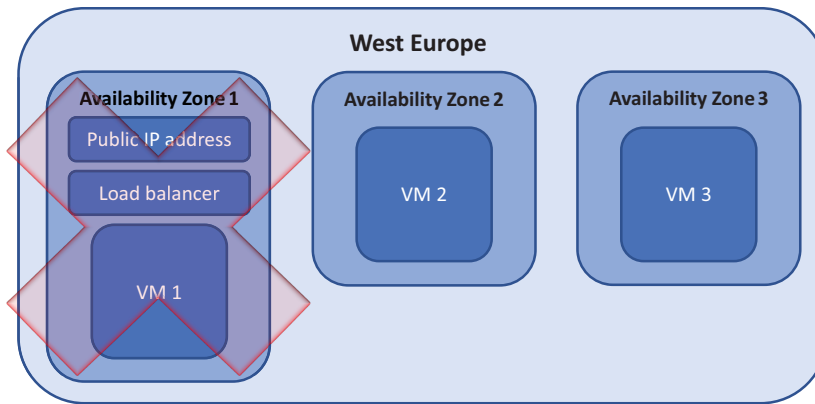 West Europe
Availability Zone 1
Public IP address
Load balancer
VM 1
Availability Zone 2
VM 2
Availability Zone 3
VM 3